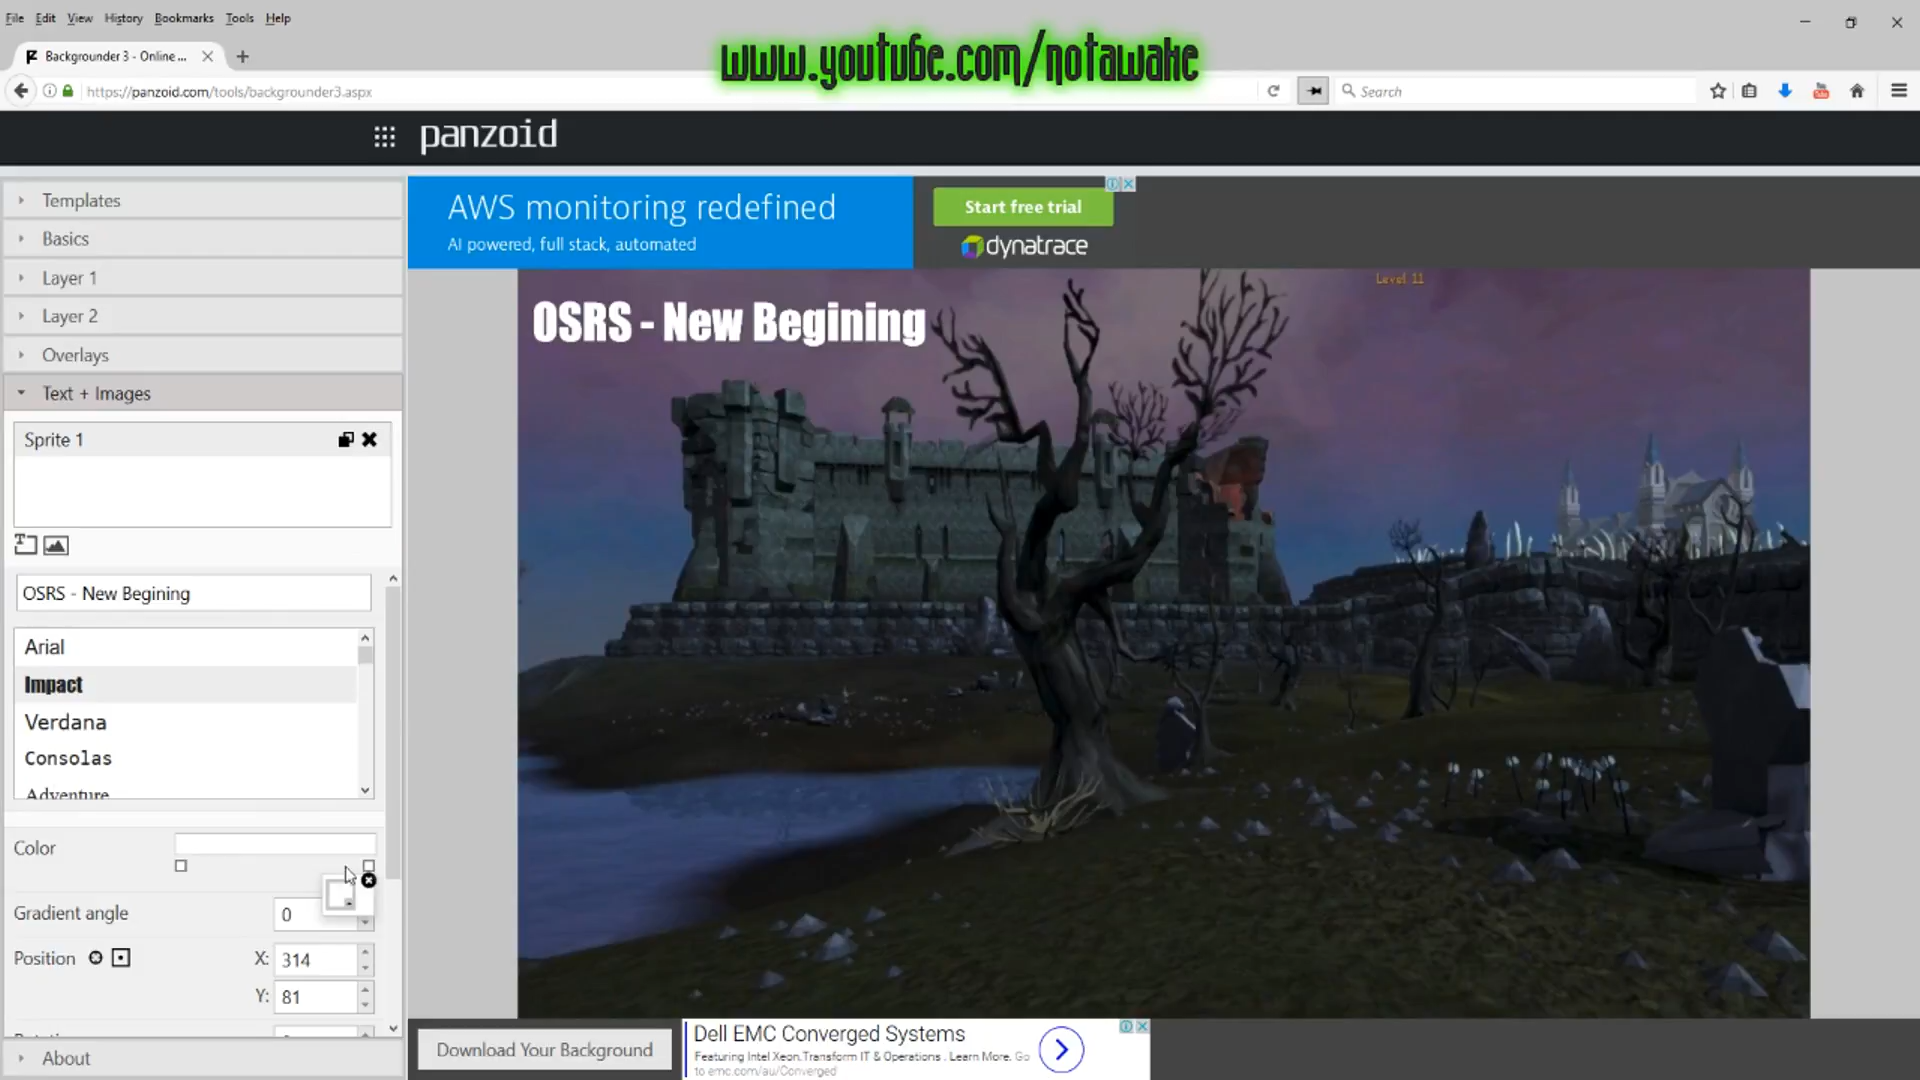 File Edit View History Bookmarks Tools Help
www.youtube.com/notawake
Backgrounder 3 - Online ...
https://panzoid.com/tools/backgrounder3.aspx
Search
panzoid
Templates
Basics
Layer 1
Layer 2
Overlays
Text + Images
Sprite 1
OSRS - New Begining
Arial
Impact
Verdana
Consolas
Adventure
Color
Gradient angle
0
Position
X:
314
Y:
81
About
AWS monitoring redefined
AI powered, full stack, automated
Start free trial
dynatrace
Level 11
OSRS - New Begining
Download Your Background
Dell EMC Converged Systems
Featuring Intel Xeon.Transform IT & Operations . Learn More. Go
to emc.com/au/Converged